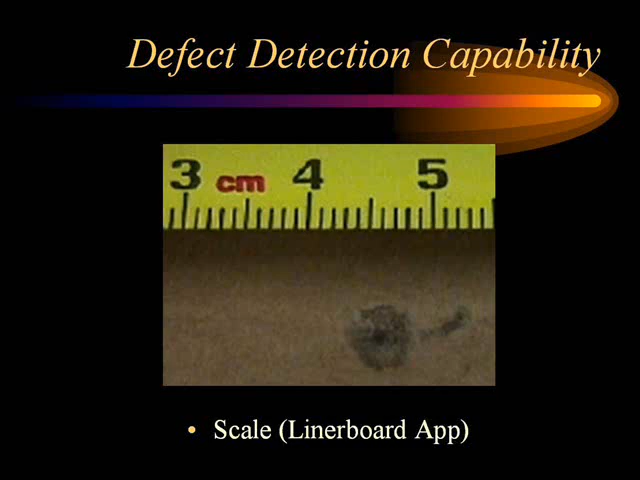 Defect Detection Capability
3 cm 4 5
• Scale (Linerboard App)